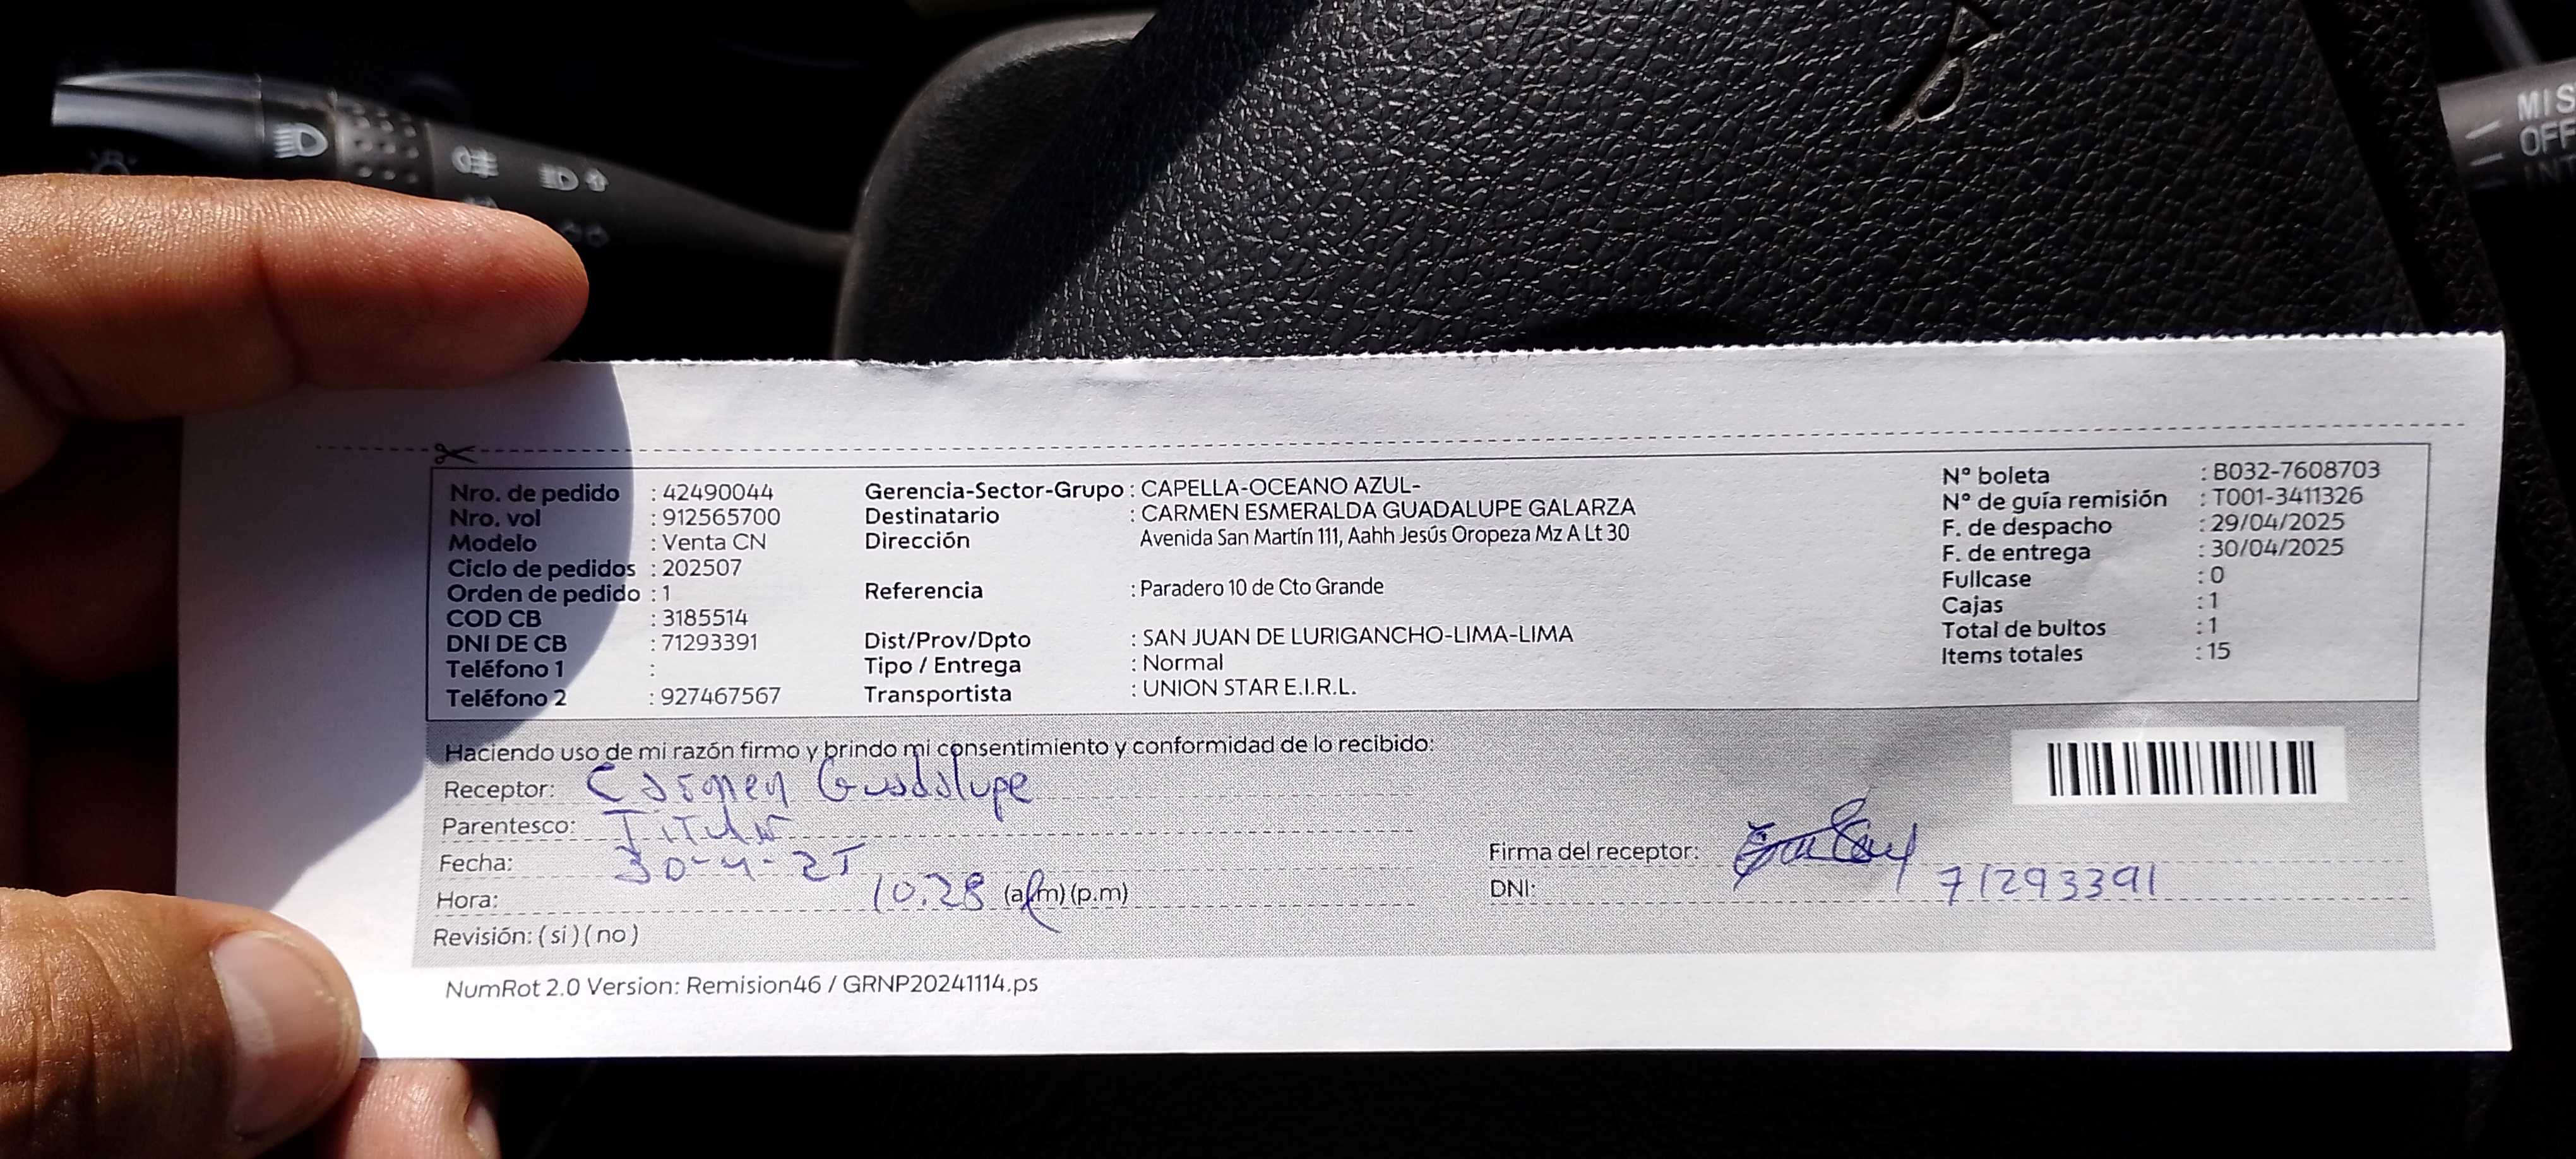 MIS
OFF
INT
Nro. de pedido : 42490044
Nro. vol : 912565700
Modelo : Venta CN
Ciclo de pedidos : 202507
Orden de pedido : 1
COD CB : 3185514
DNI DE CB : 71293391
Teléfono 1 :
Teléfono 2 : 927467567
Gerencia-Sector-Grupo : CAPELLA-OCEANO AZUL-
Destinatario : CARMEN ESMERALDA GUADALUPE GALARZA
Dirección Avenida San Martín 111, Aahh Jesús Oropeza Mz A Lt 30
Referencia : Paradero 10 de Cto Grande
Dist/Prov/Dpto : SAN JUAN DE LURIGANCHO-LIMA-LIMA
Tipo / Entrega : Normal
Transportista : UNION STAR E.I.R.L.
Nº boleta : B032-7608703
Nº de guía remisión : T001-3411326
F. de despacho : 29/04/2025
F. de entrega : 30/04/2025
Fullcase : 0
Cajas : 1
Total de bultos : 1
Items totales : 15
Haciendo uso de mi razón firmo y brindo mi consentimiento y conformidad de lo recibido:
Receptor: Carmen Guadalupe
Parentesco: Titular
Fecha: 30-4-25
Hora: 10.28 (a.m) (p.m)
Revisión: ( si ) ( no )
Firma del receptor:
DNI: 71293391
NumRot 2.0 Version: Remision46 / GRNP20241114.ps